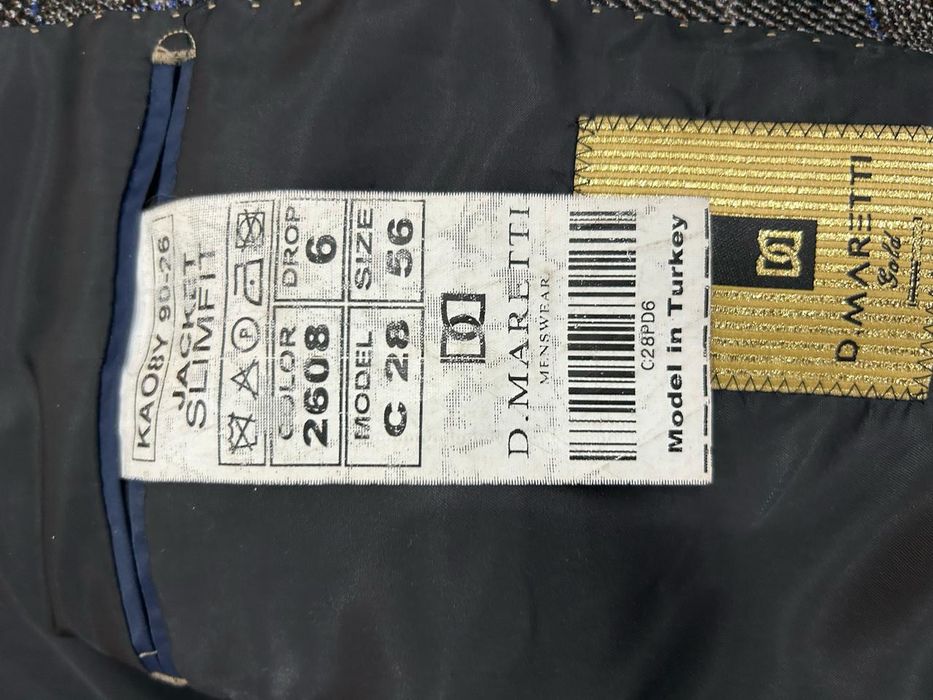 D.MARETTI
MENSWEAR
C28PD6
Model in Turkey
MODEL
C 28
SIZE
56
COLOR
2608
DROP
6
P
JACKET
SLIMFIT
KAO8Y 90-26
D MARETTI
Gold